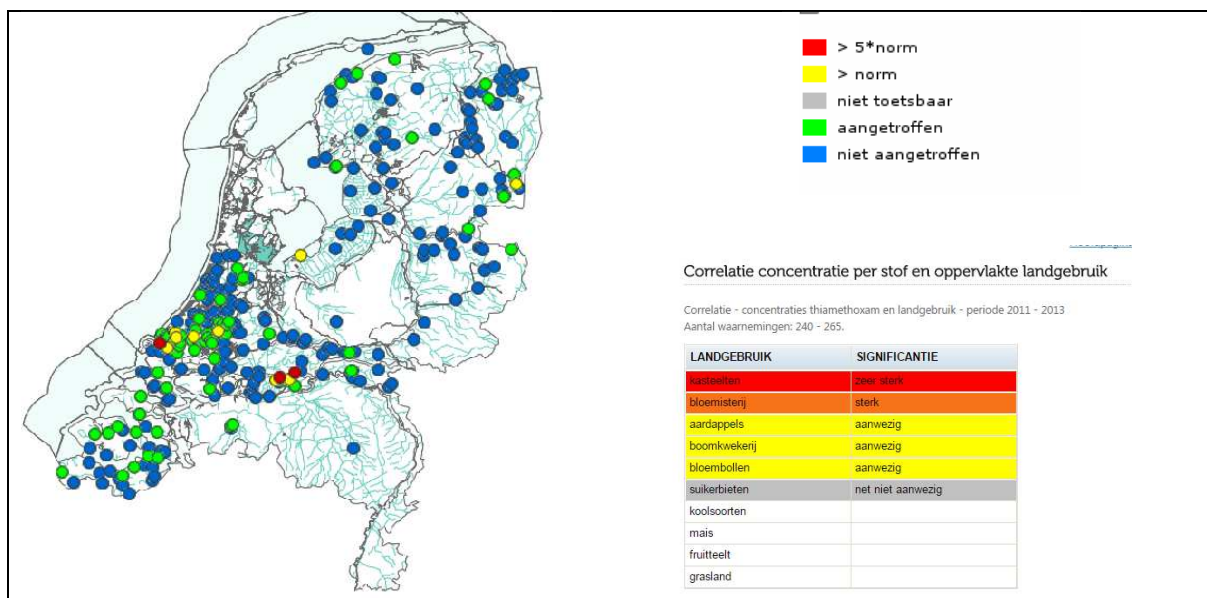 > 5*norm
> norm
niet toetsbaar
aangetroffen
niet aangetroffen
Correlatie concentratie per stof en oppervlakte landgebruik
Correlatie - concentraties thiamethoxam en landgebruik - periode 2011 - 2013
Aantal waarnemingen: 240 - 265.
LANDGEBRUIK SIGNIFICANTIE
kasteelten zeer sterk
bloemisterij sterk
aardappels aanwezig
boomkwekerij aanwezig
bloembollen aanwezig
suikerbieten net niet aanwezig
koolsoorten
mais
fruitteelt
grasland